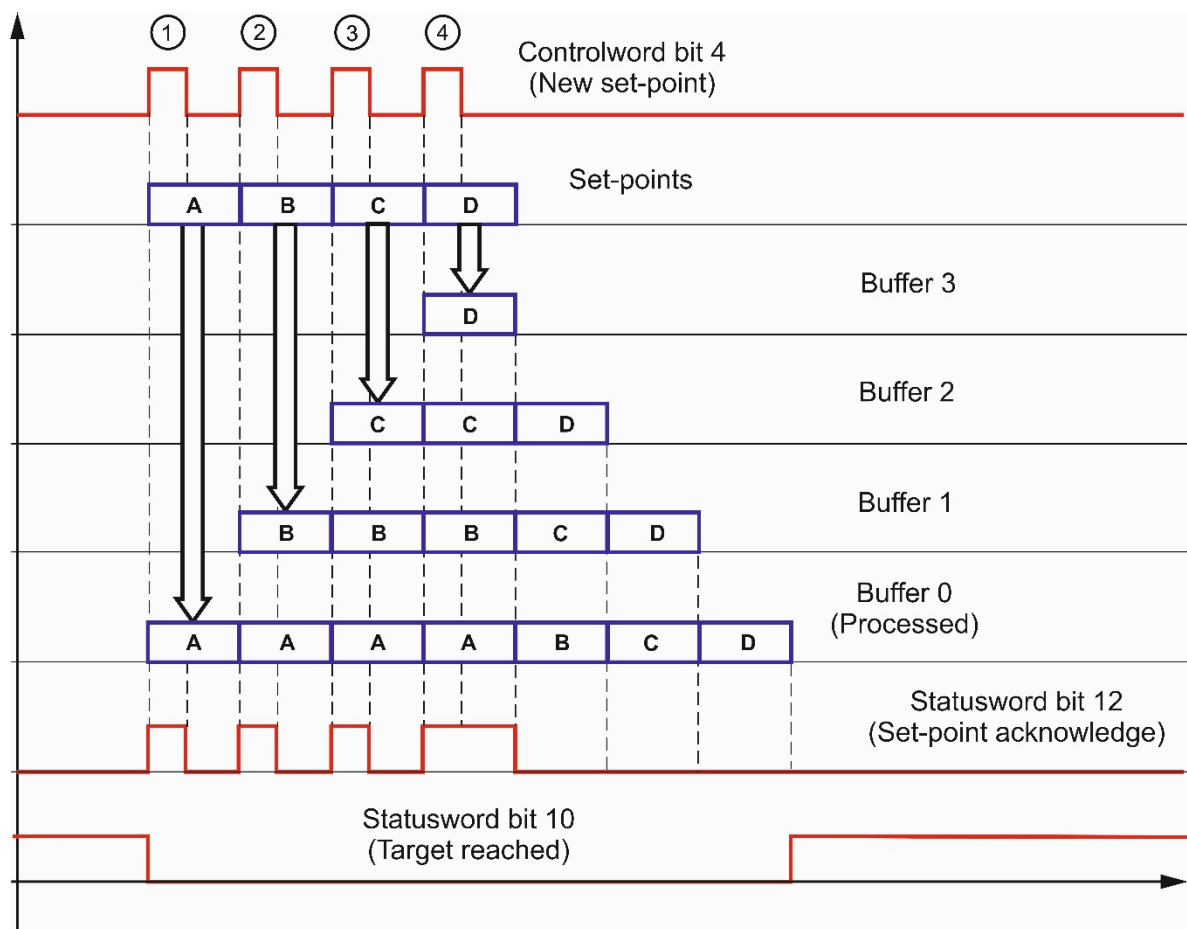 1 2 3 4
Controlword bit 4
(New set-point)
Set-points
A B C D
Buffer 3
D
Buffer 2
C C D
Buffer 1
B B B C D
Buffer 0
(Processed)
A A A A B C D
Statusword bit 12
(Set-point acknowledge)
Statusword bit 10
(Target reached)